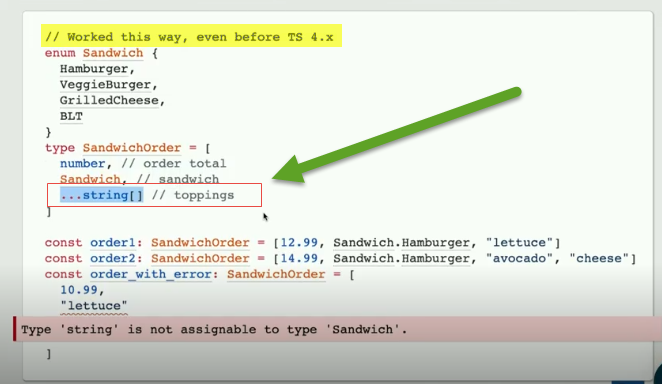 // Worked this way, even before TS 4.x
enum Sandwich {
  Hamburger,
  VeggieBurger,
  GrilledCheese,
  BLT
}
type SandwichOrder = [
  number, // order total
  Sandwich, // sandwich
  ...string[] // toppings
]
const order1: SandwichOrder = [12.99, Sandwich.Hamburger, "lettuce"]
const order2: SandwichOrder = [14.99, Sandwich.Hamburger, "avocado", "cheese"]
const order_with_error: SandwichOrder = [
  10.99,
  "lettuce"
Type 'string' is not assignable to type 'Sandwich'.
]